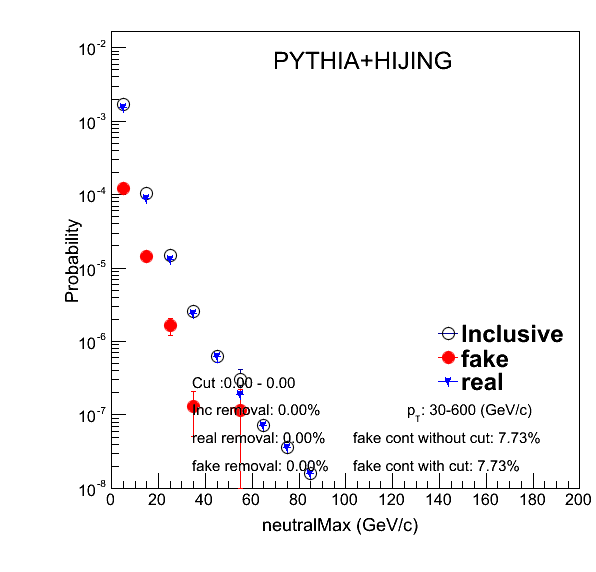 PYTHIA+HIJING
10^-2
10^-3
10^-4
10^-5
10^-6
10^-7
10^-8
Probability
Inclusive
fake
real
Cut :0.00 - 0.00
Inc removal: 0.00% p_T: 30-600 (GeV/c)
real removal: 0.00% fake cont without cut: 7.73%
fake removal: 0.00% fake cont with cut: 7.73%
0 20 40 60 80 100 120 140 160 180 200
neutralMax (GeV/c)